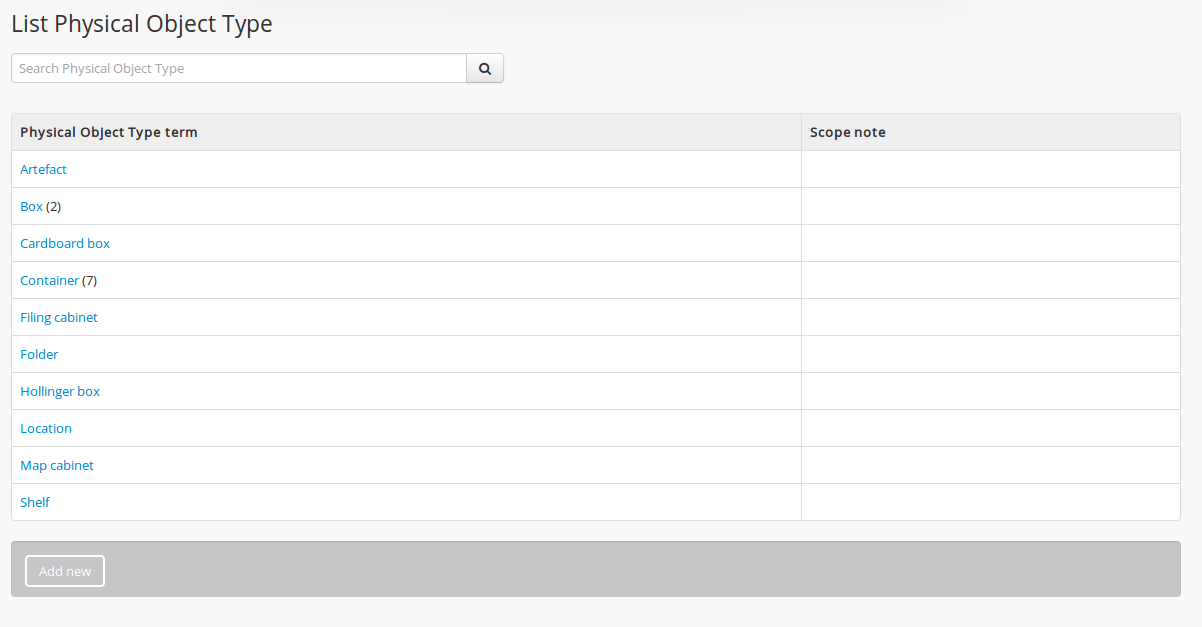 List Physical Object Type
Search Physical Object Type
Physical Object Type term Scope note
Artefact
Box (2)
Cardboard box
Container (7)
Filing cabinet
Folder
Hollinger box
Location
Map cabinet
Shelf
Add new